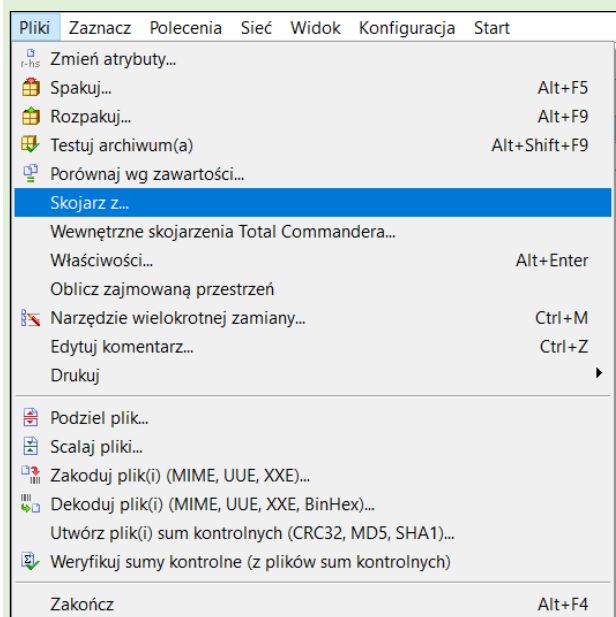 Pliki Zaznacz Polecenia Sieć Widok Konfiguracja Start
r-hs Zmień atrybuty...
Spakuj... Alt+F5
Rozpakuj... Alt+F9
Testuj archiwum(a) Alt+Shift+F9
Porównaj wg zawartości...
Skojarz z...
Wewnętrzne skojarzenia Total Commandera...
Właściwości... Alt+Enter
Oblicz zajmowaną przestrzeń
Narzędzie wielokrotnej zamiany... Ctrl+M
Edytuj komentarz... Ctrl+Z
Drukuj
Podziel plik...
Scalaj pliki...
Zakoduj plik(i) (MIME, UUE, XXE)...
Dekoduj plik(i) (MIME, UUE, XXE, BinHex)...
Utwórz plik(i) sum kontrolnych (CRC32, MD5, SHA1)...
Weryfikuj sumy kontrolne (z plików sum kontrolnych)
Zakończ Alt+F4